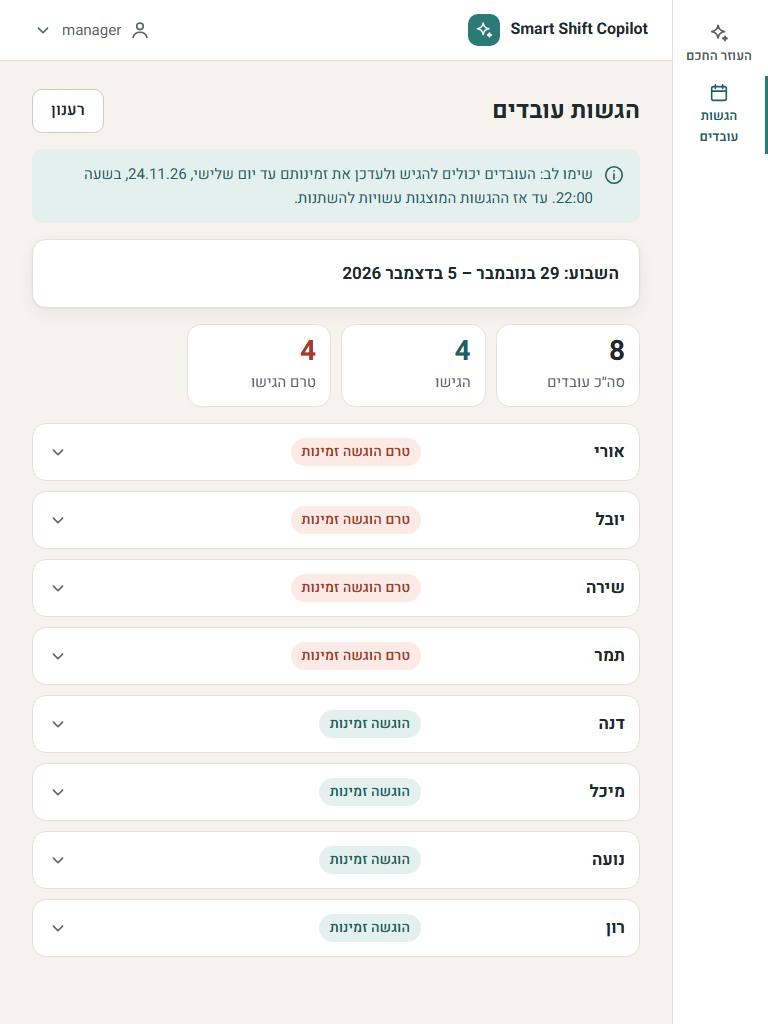 Smart Shift Copilot
manager
העוזר החכם
הגשות
עובדים
הגשות עובדים
רענון
שימו לב: העובדים יכולים להגיש ולעדכן את זמינותם עד יום שלישי, 24.11.26, בשעה
22:00. עד אז ההגשות המוצגות עשויות להשתנות.
השבוע: 29 בנובמבר – 5 בדצמבר 2026
8
סה"כ עובדים
4
הגישו
4
טרם הגישו
אורי
טרם הוגשה זמינות
יובל
טרם הוגשה זמינות
שירה
טרם הוגשה זמינות
תמר
טרם הוגשה זמינות
דנה
הוגשה זמינות
מיכל
הוגשה זמינות
נועה
הוגשה זמינות
רון
הוגשה זמינות